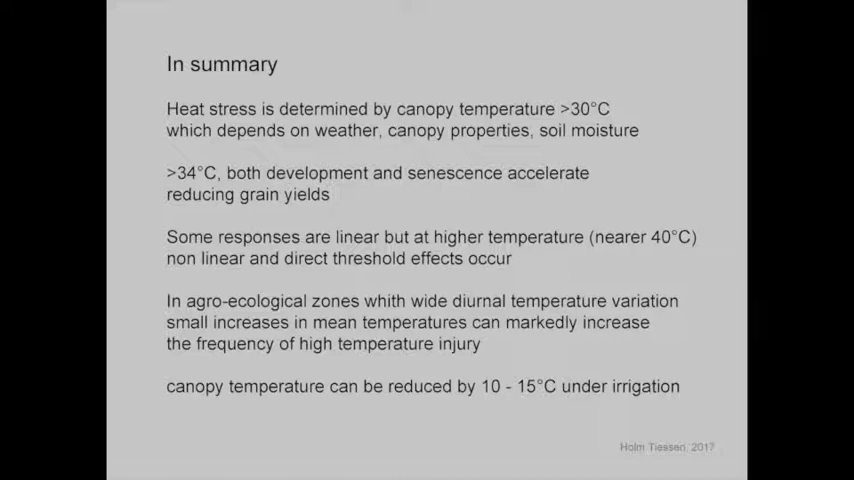 In summary
Heat stress is determined by canopy temperature >30°C
which depends on weather, canopy properties, soil moisture
>34°C, both development and senescence accelerate
reducing grain yields
Some responses are linear but at higher temperature (nearer 40°C)
non linear and direct threshold effects occur
In agro-ecological zones whith wide diurnal temperature variation
small increases in mean temperatures can markedly increase
the frequency of high temperature injury
canopy temperature can be reduced by 10 - 15°C under irrigation
Holm Tiessen, 2017